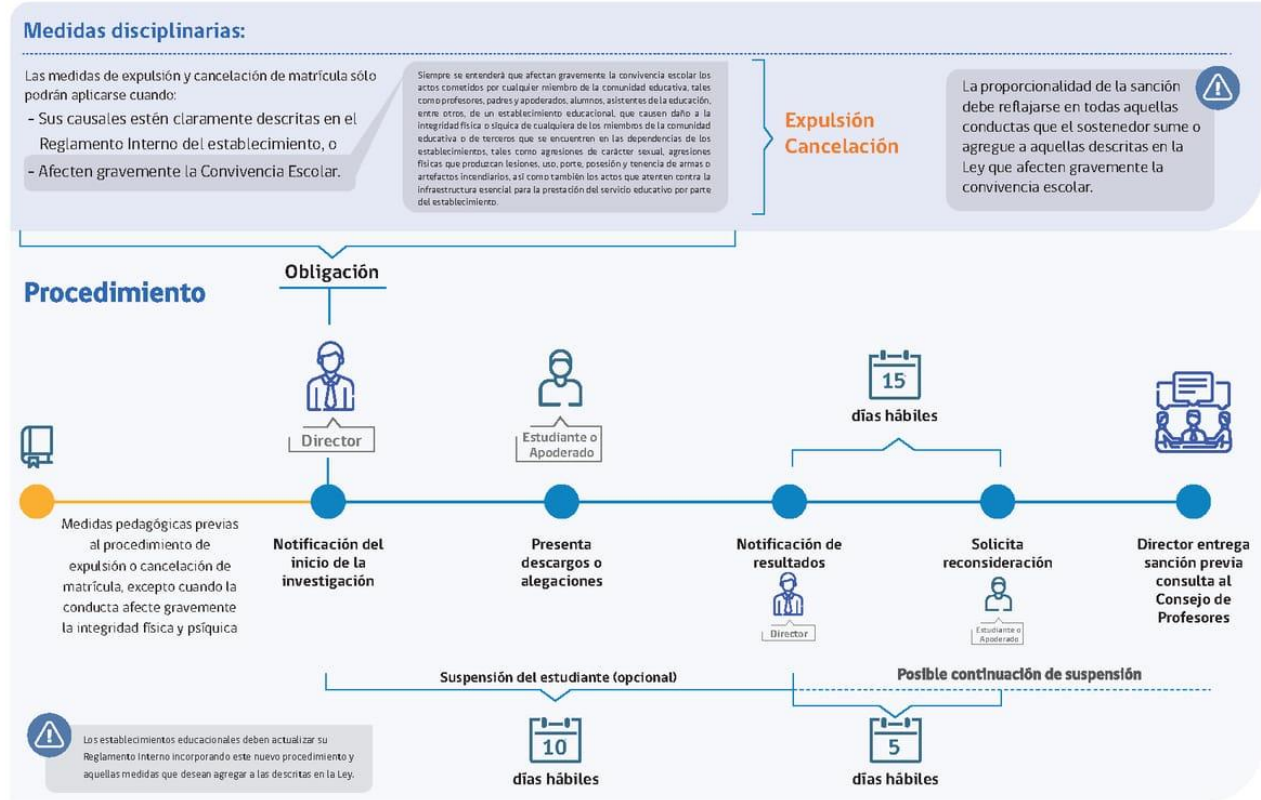 Medidas disciplinarias:
Las medidas de expulsión y cancelación de matrícula sólo
podrán aplicarse cuando:
- Sus causales estén claramente descritas en el
Reglamento Interno del establecimiento, o
- Afecten gravemente la Convivencia Escolar.
Siempre se entenderá que afectan gravemente la convivencia escolar los
actos cometidos por cualquier miembro de la comunidad educativa, tales
como profesores, padres y apoderados, alumnos, asistentes de la educación,
entre otros, de un establecimiento educacional, que causen daño a la
integridad física o síquica de cualquiera de los miembros de la comunidad
educativa o de terceros que se encuentren en las dependencias de los
establecimientos, tales como agresiones de carácter sexual, agresiones
físicas que produzcan lesiones, uso, porte, posesión y tenencia de armas o
artefactos incendiarios, así como también los actos que atenten contra la
infraestructura esencial para la prestación del servicio educativo por parte
del establecimiento.
Expulsión
Cancelación
La proporcionalidad de la sanción
debe reflajarse en todas aquellas
conductas que el sostenedor sume o
agregue a aquellas descritas en la
Ley que afecten gravemente la
convivencia escolar.
Procedimiento
Obligación
Director
Estudiante o
Apoderado
15
días hábiles
Medidas pedagógicas previas
al procedimiento de
expulsión o cancelación de
matrícula, excepto cuando la
conducta afecte gravemente
la integridad física y psíquica
Notificación del
inicio de la
investigación
Presenta
descargos o
alegaciones
Notificación de
resultados
Director
Solicita
reconsideración
Estudiante o
Apoderado
Director entrega
sanción previa
consulta al
Consejo de
Profesores
Suspensión del estudiante (opcional)
Posible continuación de suspensión
10
días hábiles
5
días hábiles
Los establecimientos educacionales deben actualizar su
Reglamento Interno incorporando este nuevo procedimiento y
aquellas medidas que desean agregar a las descritas en la Ley.